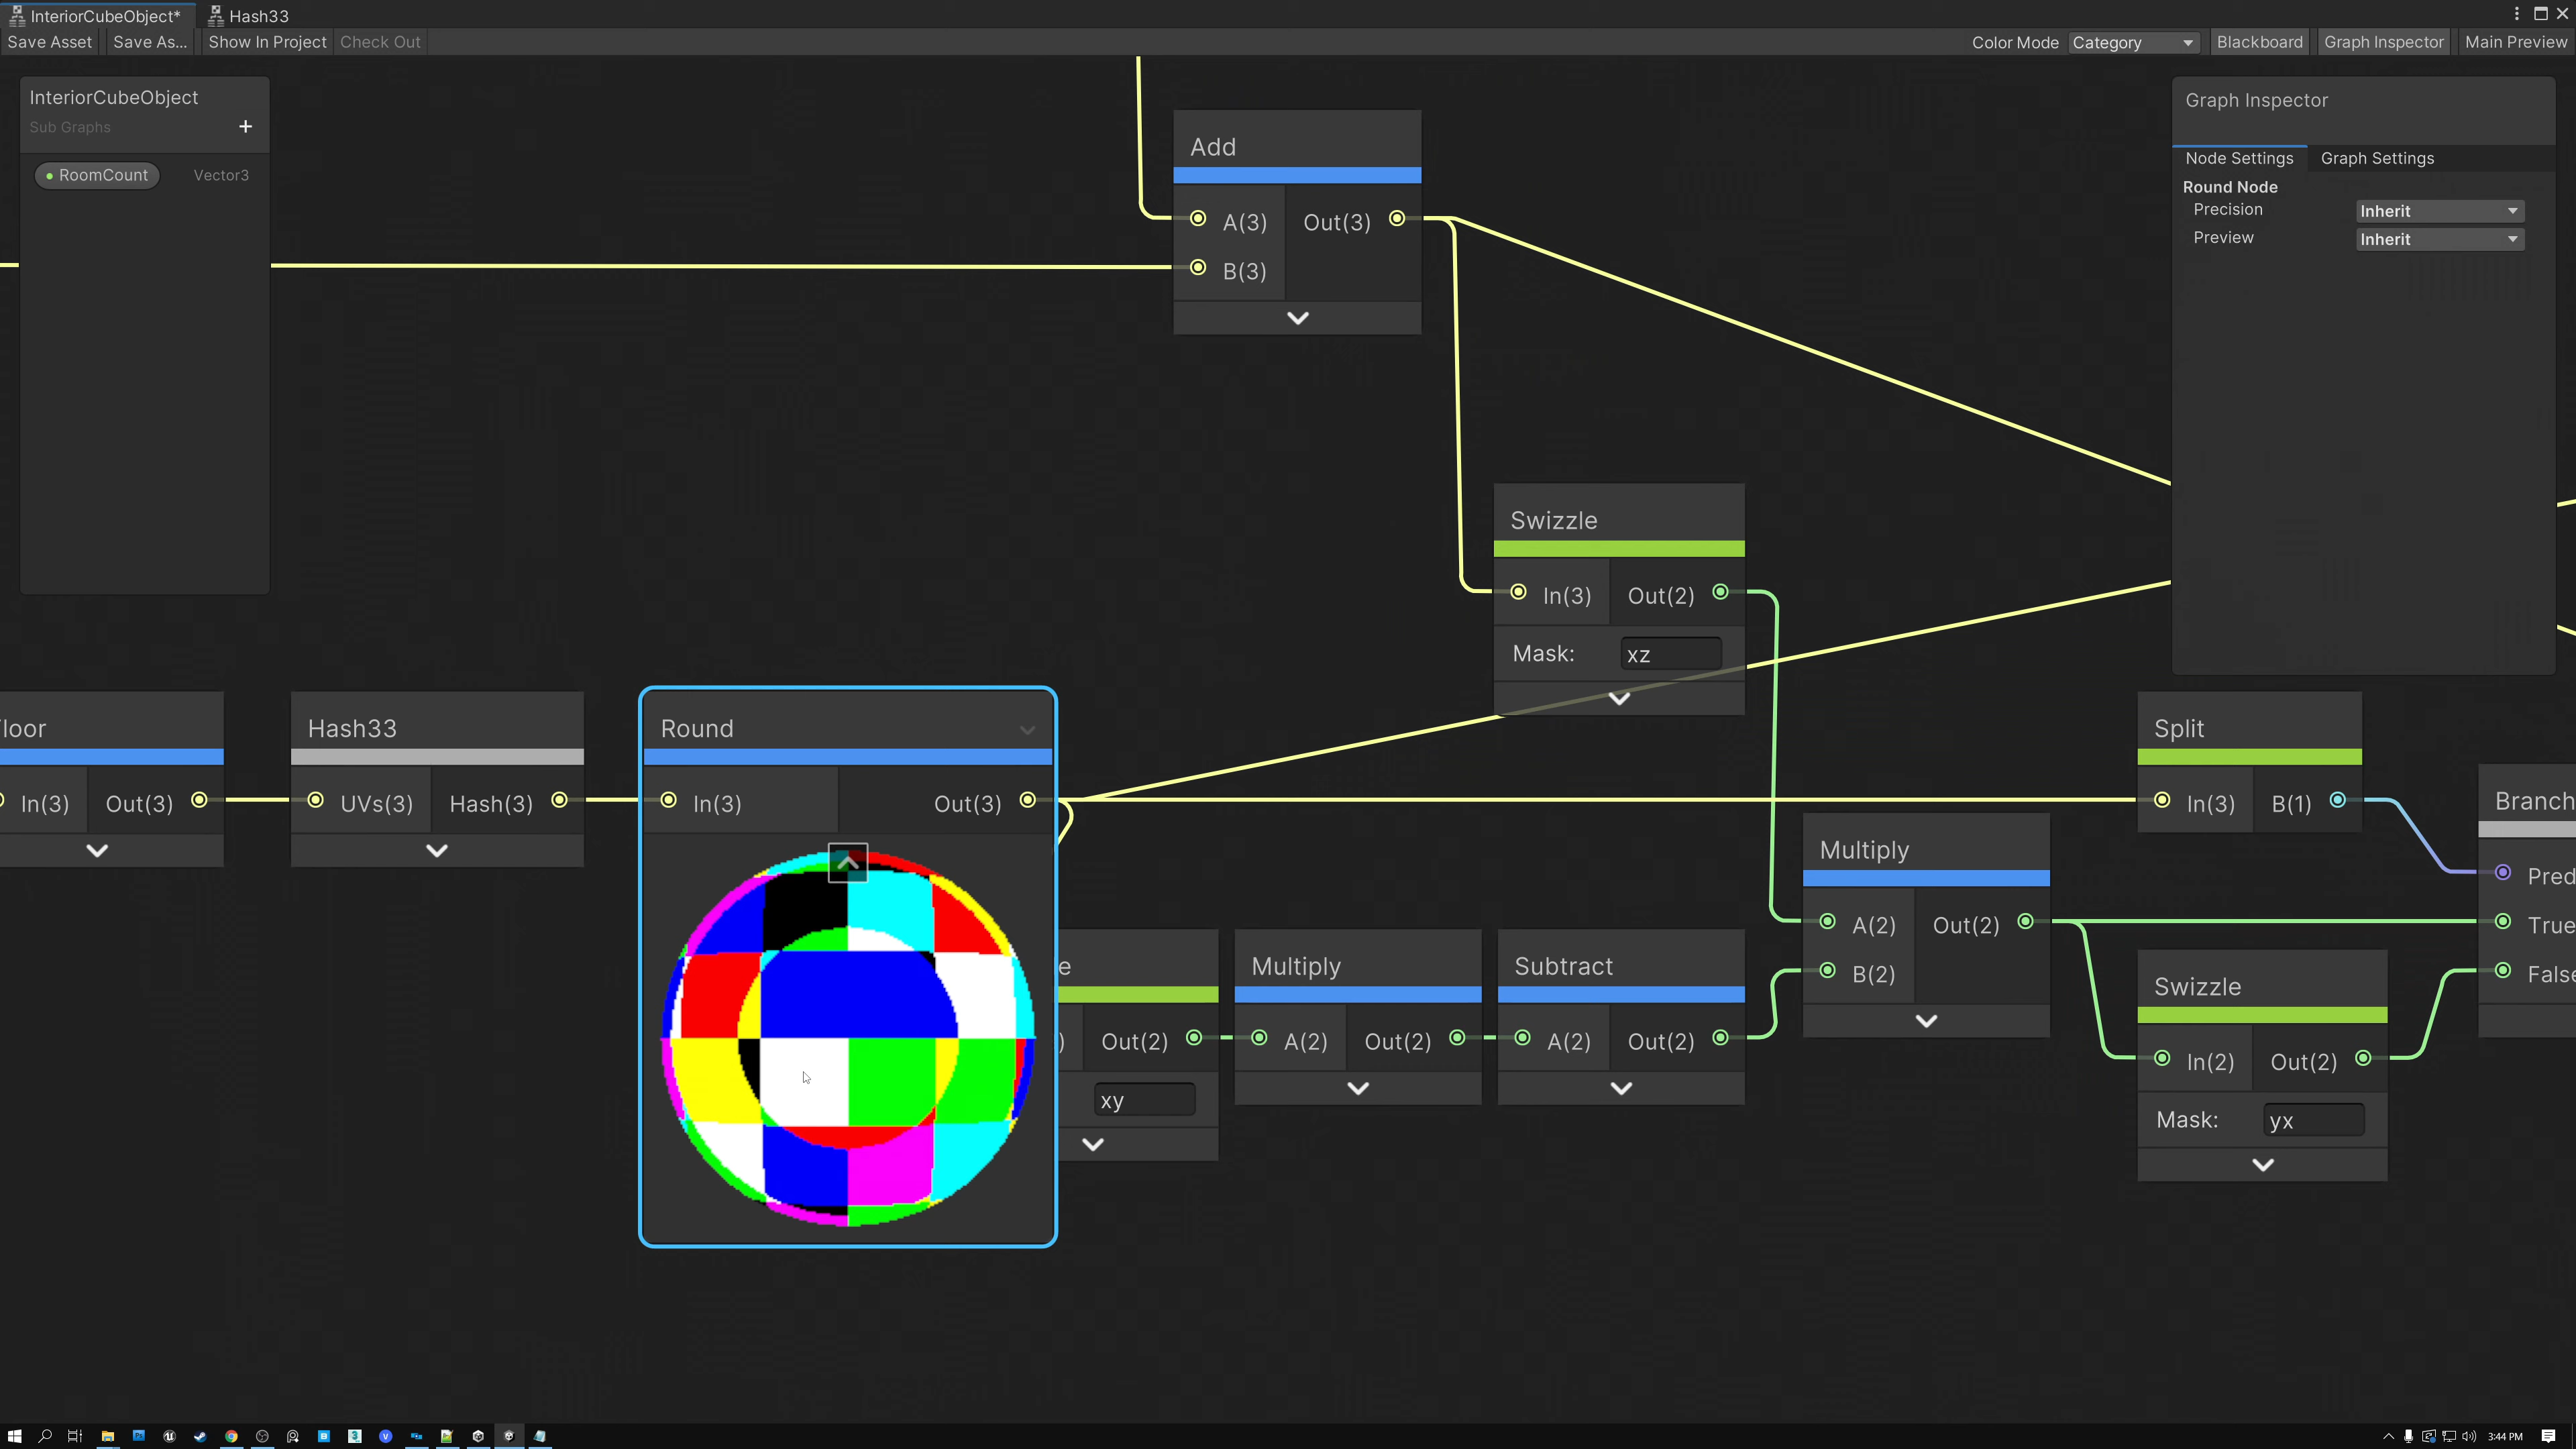 InteriorCubeObject*
Hash33
Save Asset
Save As...
Show In Project
Check Out
Color Mode
Category
Blackboard
Graph Inspector
Main Preview
InteriorCubeObject
Sub Graphs
+
RoomCount
Vector3
Add
A(3)
Out(3)
B(3)
Graph Inspector
Node Settings
Graph Settings
Round Node
Precision
Inherit
Preview
Inherit
Swizzle
In(3)
Out(2)
Mask:
xz
loor
In(3)
Out(3)
Hash33
UVs(3)
Hash(3)
Round
In(3)
Out(3)
Split
In(3)
B(1)
Branch
Pred
True
False
Multiply
A(2)
Out(2)
B(2)
e
)
Out(2)
xy
Multiply
A(2)
Out(2)
Subtract
A(2)
Out(2)
Swizzle
In(2)
Out(2)
Mask:
yx
3:44 PM